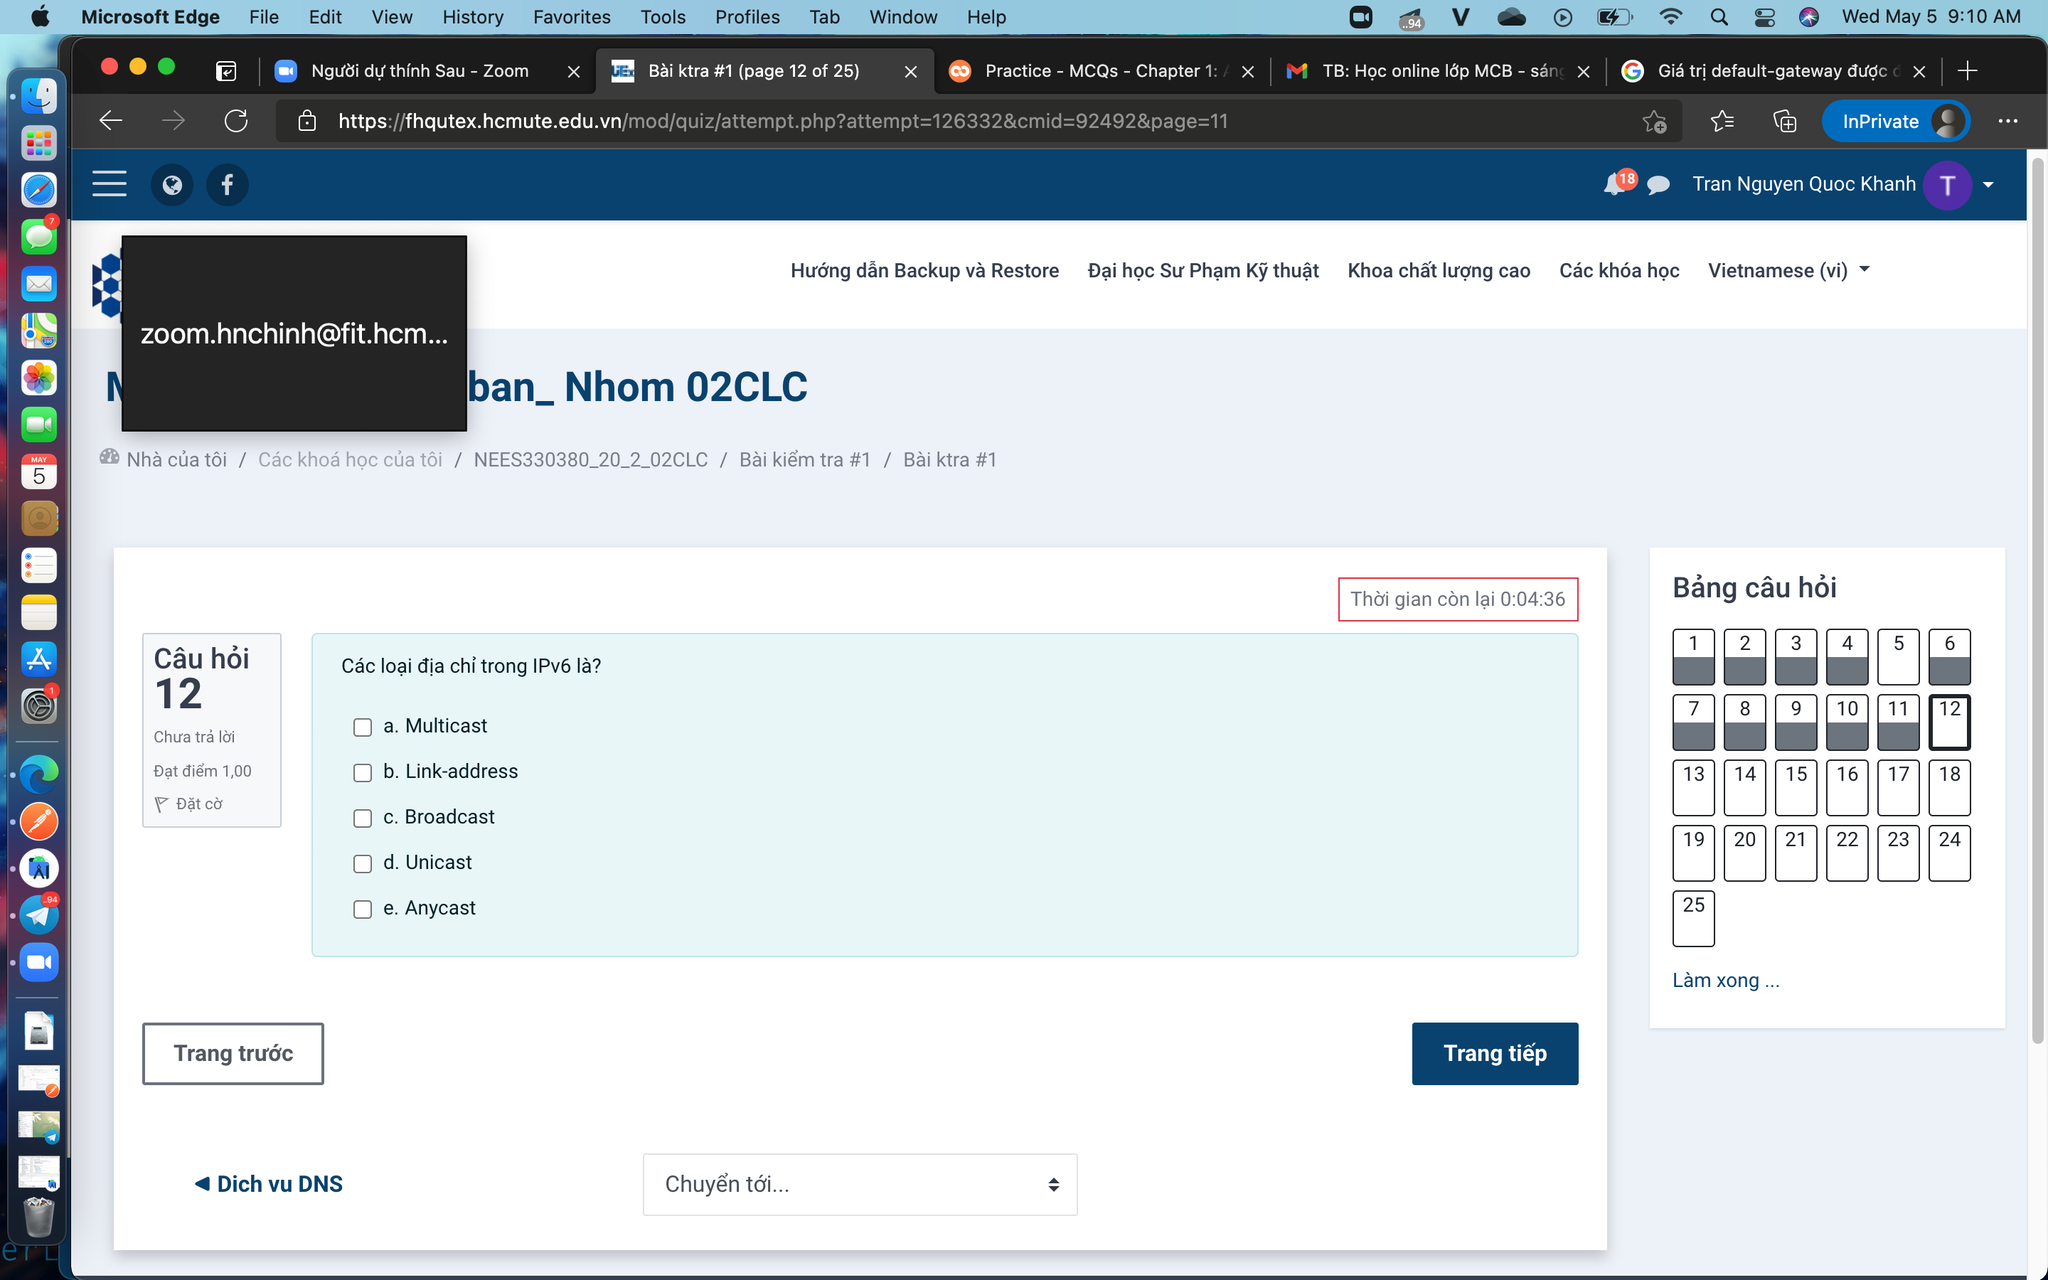 Microsoft Edge File Edit View History Favorites Tools Profiles Tab Window Help ..94 Wed May 5 9:10 AM
Người dự thính Sau - Zoom
Bài ktra #1 (page 12 of 25)
Practice - MCQs - Chapter 1:
TB: Học online lớp MCB - sáng
Giá trị default-gateway được
https://fhqutex.hcmute.edu.vn/mod/quiz/attempt.php?attempt=126332&cmid=92492&page=11
InPrivate
18
Tran Nguyen Quoc Khanh
T
Hướng dẫn Backup và Restore Đại học Sư Phạm Kỹ thuật Khoa chất lượng cao Các khóa học Vietnamese (vi)
zoom.hnchinh@fit.hcm...
ban_ Nhom 02CLC
Nhà của tôi / Các khoá học của tôi / NEES330380_20_2_02CLC / Bài kiểm tra #1 / Bài ktra #1
Thời gian còn lại 0:04:36
Câu hỏi
12
Chưa trả lời
Đạt điểm 1,00
Đặt cờ
Các loại địa chỉ trong IPv6 là?
a. Multicast
b. Link-address
c. Broadcast
d. Unicast
e. Anycast
Trang trước
Trang tiếp
Dich vu DNS
Chuyển tới...
Bảng câu hỏi
1 2 3 4 5 6
7 8 9 10 11 12
13 14 15 16 17 18
19 20 21 22 23 24
25
Làm xong ...
7
MAY
5
1
..94